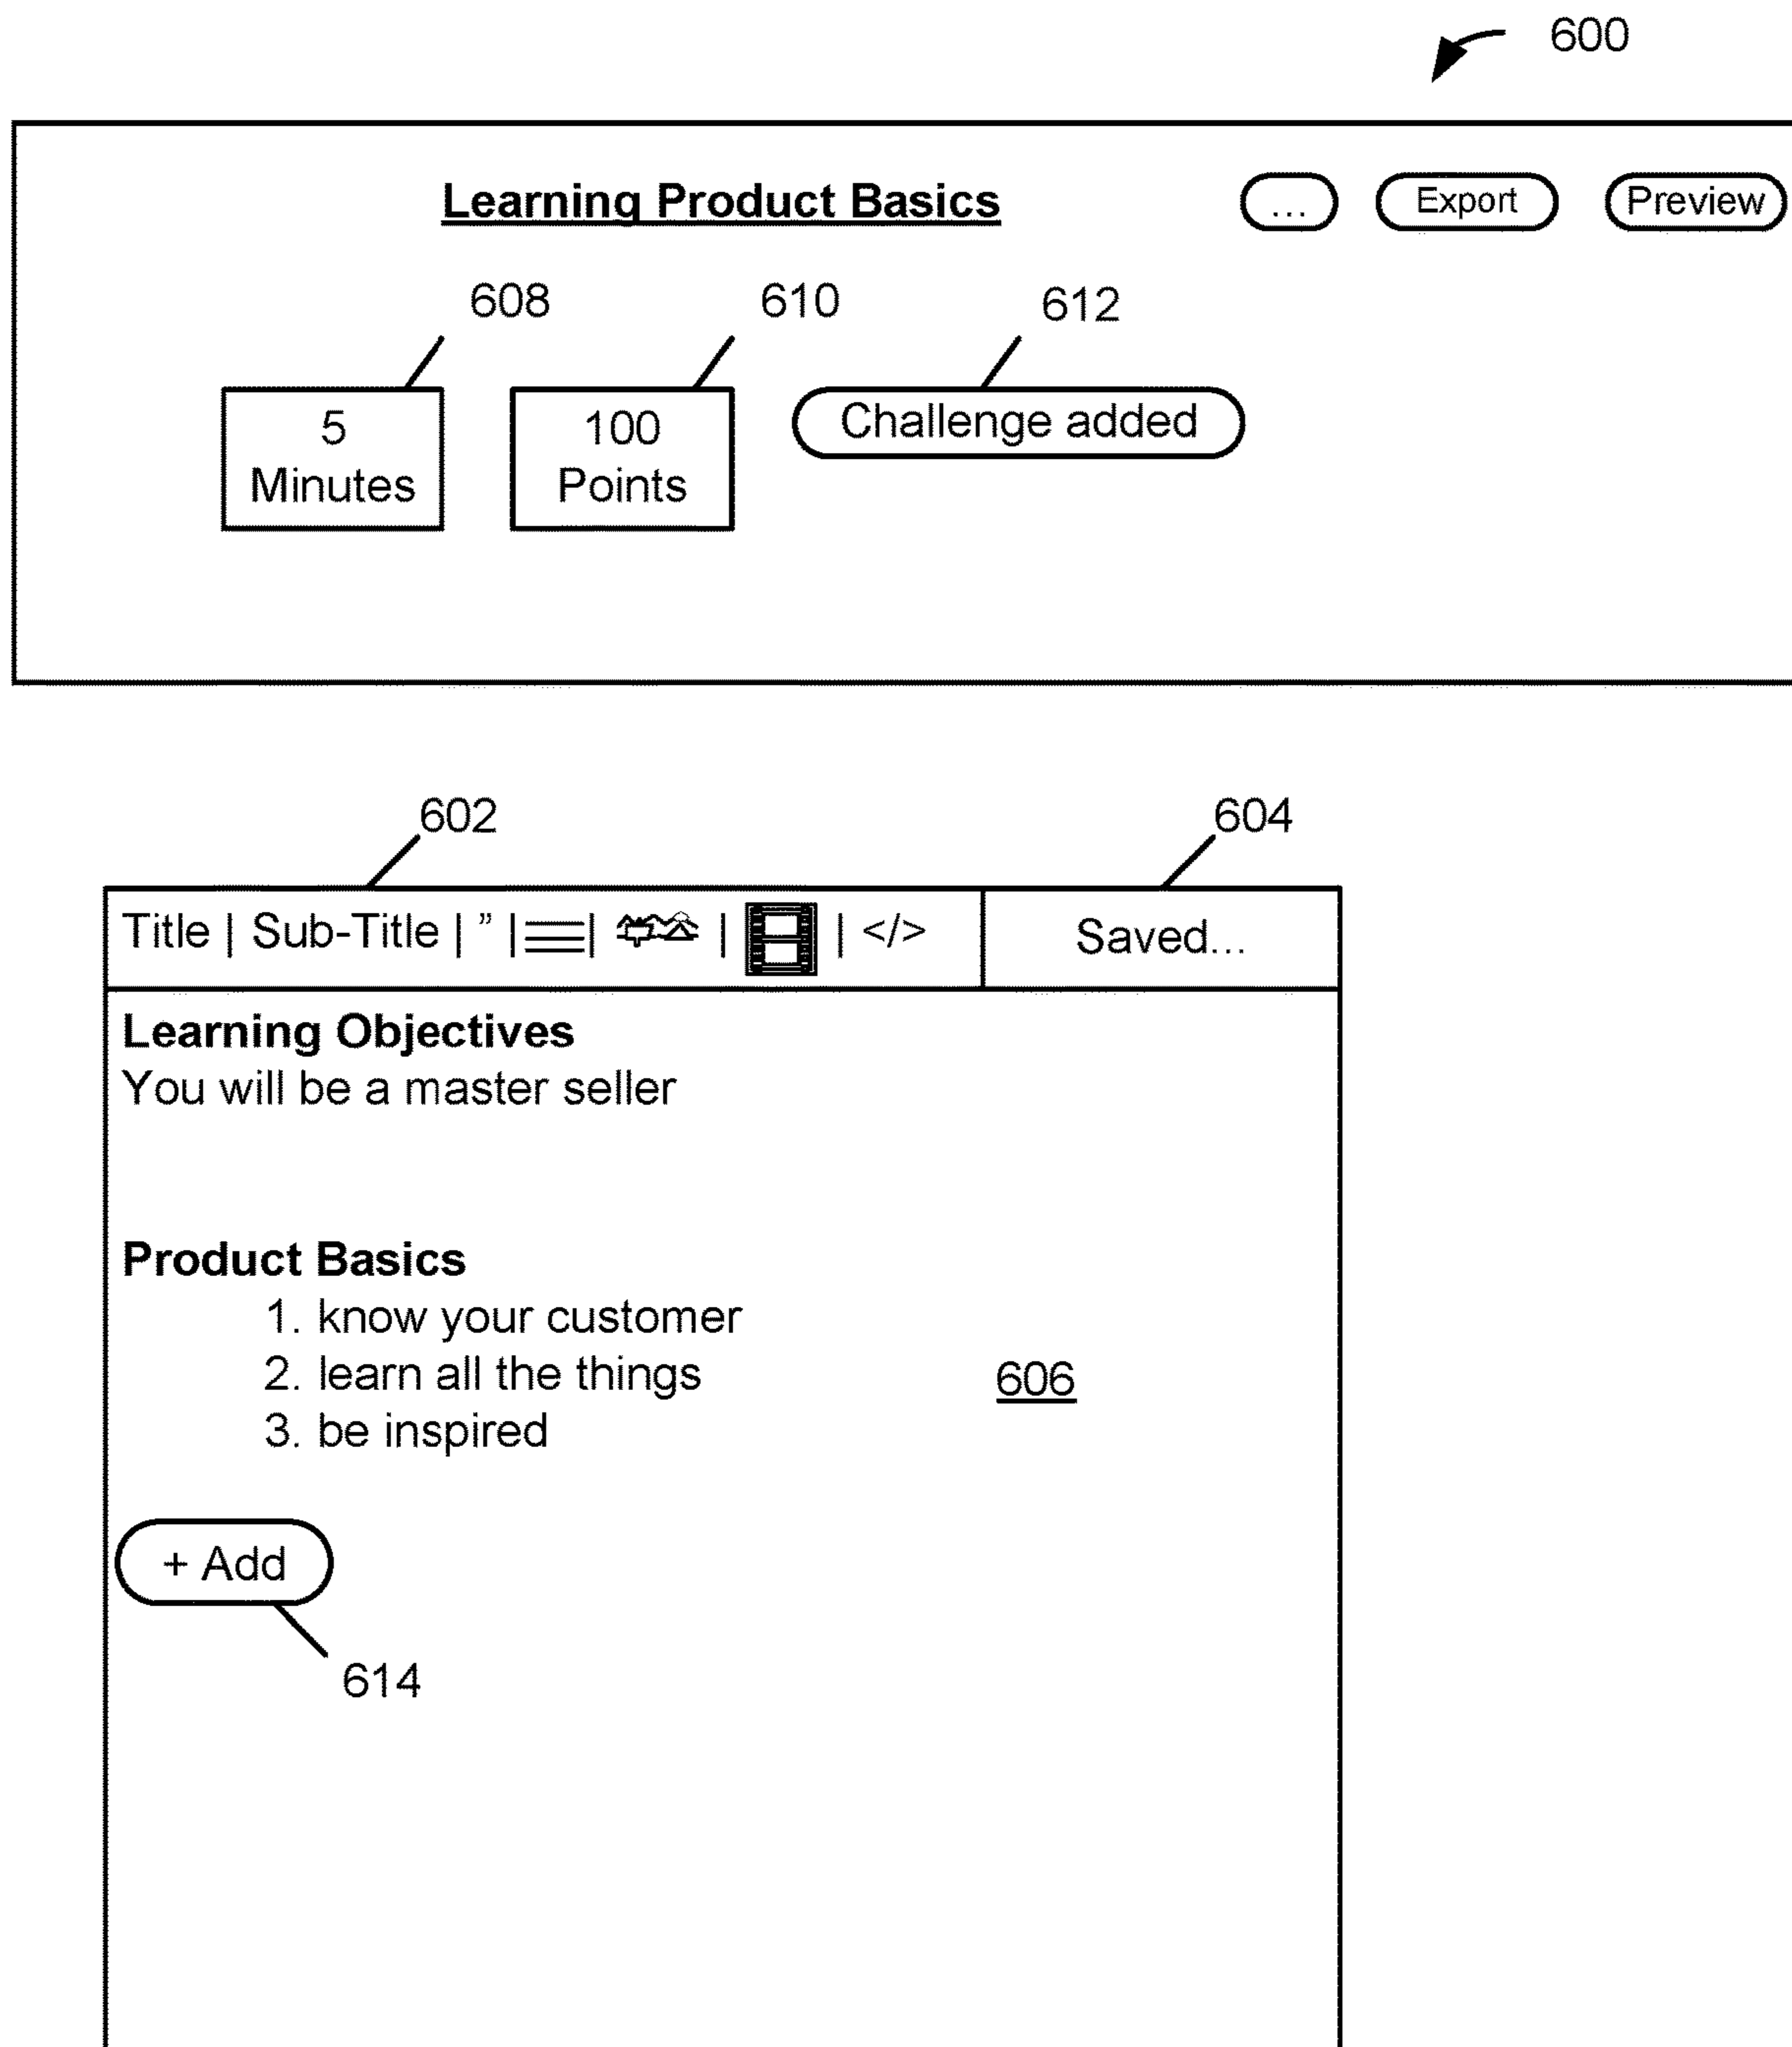 600
Learning Product Basics
... Export Preview
608 610 612
5 Minutes
100 Points
Challenge added
602 604
Title | Sub-Title | ” | | | | </> Saved...
Learning Objectives
You will be a master seller
Product Basics
1. know your customer
2. learn all the things
3. be inspired
606
+ Add
614